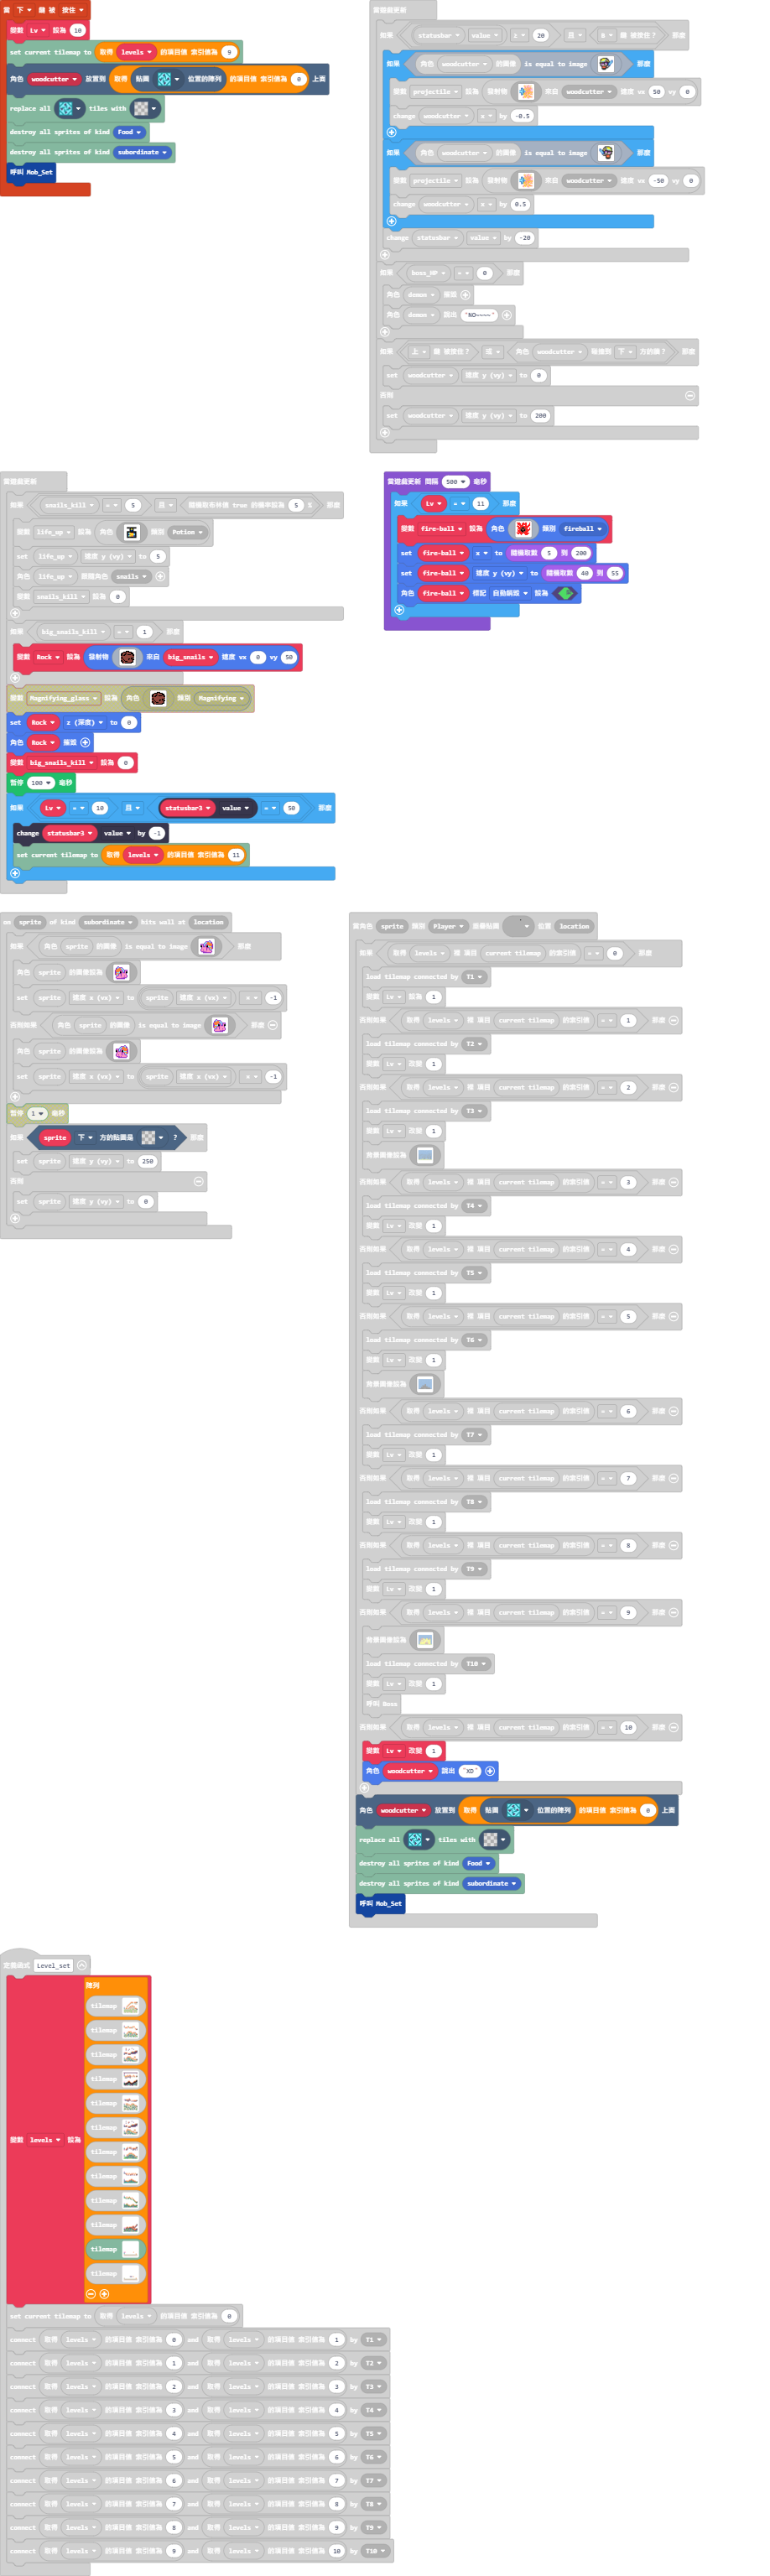 當 下 鍵 被 按住
變數 Lv 設為 10
set current tilemap to 取得 levels 的項目值 索引值為 9
角色 woodcutter 放置到 取得 貼圖 位置的陣列 的項目值 索引值為 0 上面
replace all tiles with
destroy all sprites of kind Food
destroy all sprites of kind subordinate
呼叫 Mob_Set
當遊戲更新
如果 statusbar value ≥ 20 且 B 鍵 被按住？ 那麼
如果 角色 woodcutter 的圖像 is equal to image 那麼
變數 projectile 設為 發射物 來自 woodcutter 速度 vx 50 vy 0
change woodcutter x by -0.5
如果 角色 woodcutter 的圖像 is equal to image 那麼
變數 projectile 設為 發射物 來自 woodcutter 速度 vx -50 vy 0
change woodcutter x by 0.5
change statusbar value by -20
如果 boss_HP = 0
角色 demon 摧毀
角色 demon 說出 "NO~~~~"
如果 上 鍵 被按住？ 或 角色 woodcutter 碰撞到 下 方的牆？ 那麼
set woodcutter 速度 y (vy) to 0
否則
set woodcutter 速度 y (vy) to 200
當遊戲更新
如果 snails_kill = 5 且 隨機取布林值 true 的機率設為 5 % 那麼
變數 life_up 設為 角色 類別 Potion
set life_up 速度 y (vy) to 5
角色 life_up 跟隨角色 snails
變數 snails_kill 設為 0
如果 big_snails_kill = 1 那麼
變數 Rock 設為 發射物 來自 big_snails 速度 vx 0 vy 50
變數 Magnifying_glass 設為 角色 類別 Magnifying
set Rock z (深度) to 0
角色 Rock 摧毀
變數 big_snails_kill 設為 0
暫停 100 毫秒
如果 Lv = 10 且 statusbar3 value = 50 那麼
change statusbar3 value by -1
set current tilemap to 取得 levels 的項目值 索引值為 11
當遊戲更新 間隔 500 毫秒
如果 Lv = 11 那麼
變數 fire-ball 設為 角色 類別 fireball
set fire-ball x to 隨機取數 5 到 200
set fire-ball 速度 y (vy) to 隨機取數 40 到 55
角色 fire-ball 標記 自動銷毀 設為
on sprite of kind subordinate hits wall at location
如果 角色 sprite 的圖像 is equal to image 那麼
角色 sprite 的圖像設為
set sprite 速度 x (vx) to sprite 速度 x (vx) × -1
否則如果 角色 sprite 的圖像 is equal to image 那麼
角色 sprite 的圖像設為
set sprite 速度 x (vx) to sprite 速度 x (vx) × -1
暫停 1 毫秒
如果 sprite 下 方的貼圖是 ？ 那麼
set sprite 速度 y (vy) to 250
否則
set sprite 速度 y (vy) to 0
當角色 sprite 類別 Player 重疊貼圖 位置 location
如果 取得 levels 裡 項目 current tilemap 的索引值 = 0 那麼
load tilemap connected by T1
變數 Lv 設為 1
否則如果 取得 levels 裡 項目 current tilemap 的索引值 = 1 那麼
load tilemap connected by T2
變數 Lv 改變 1
否則如果 取得 levels 裡 項目 current tilemap 的索引值 = 2 那麼
load tilemap connected by T3
變數 Lv 改變 1
背景圖像設為
否則如果 取得 levels 裡 項目 current tilemap 的索引值 = 3 那麼
load tilemap connected by T4
變數 Lv 改變 1
否則如果 取得 levels 裡 項目 current tilemap 的索引值 = 4 那麼
load tilemap connected by T5
變數 Lv 改變 1
否則如果 取得 levels 裡 項目 current tilemap 的索引值 = 5 那麼
load tilemap connected by T6
變數 Lv 改變 1
背景圖像設為
否則如果 取得 levels 裡 項目 current tilemap 的索引值 = 6 那麼
load tilemap connected by T7
變數 Lv 改變 1
否則如果 取得 levels 裡 項目 current tilemap 的索引值 = 7 那麼
load tilemap connected by T8
變數 Lv 改變 1
否則如果 取得 levels 裡 項目 current tilemap 的索引值 = 8 那麼
load tilemap connected by T9
變數 Lv 改變 1
否則如果 取得 levels 裡 項目 current tilemap 的索引值 = 9 那麼
背景圖像設為
load tilemap connected by T10
變數 Lv 改變 1
呼叫 Boss
否則如果 取得 levels 裡 項目 current tilemap 的索引值 = 10 那麼
變數 Lv 改變 1
角色 woodcutter 說出 "XD"
角色 woodcutter 放置到 取得 貼圖 位置的陣列 的項目值 索引值為 0 上面
replace all tiles with
destroy all sprites of kind Food
destroy all sprites of kind subordinate
呼叫 Mob_Set
定義函式 Level_set
變數 levels 設為 陣列
tilemap
tilemap
tilemap
tilemap
tilemap
tilemap
tilemap
tilemap
tilemap
tilemap
tilemap
tilemap
set current tilemap to 取得 levels 的項目值 索引值為 0
connect 取得 levels 的項目值 索引值為 0 and 取得 levels 的項目值 索引值為 1 by T1
connect 取得 levels 的項目值 索引值為 1 and 取得 levels 的項目值 索引值為 2 by T2
connect 取得 levels 的項目值 索引值為 2 and 取得 levels 的項目值 索引值為 3 by T3
connect 取得 levels 的項目值 索引值為 3 and 取得 levels 的項目值 索引值為 4 by T4
connect 取得 levels 的項目值 索引值為 4 and 取得 levels 的項目值 索引值為 5 by T5
connect 取得 levels 的項目值 索引值為 5 and 取得 levels 的項目值 索引值為 6 by T6
connect 取得 levels 的項目值 索引值為 6 and 取得 levels 的項目值 索引值為 7 by T7
connect 取得 levels 的項目值 索引值為 7 and 取得 levels 的項目值 索引值為 8 by T8
connect 取得 levels 的項目值 索引值為 8 and 取得 levels 的項目值 索引值為 9 by T9
connect 取得 levels 的項目值 索引值為 9 and 取得 levels 的項目值 索引值為 10 by T10